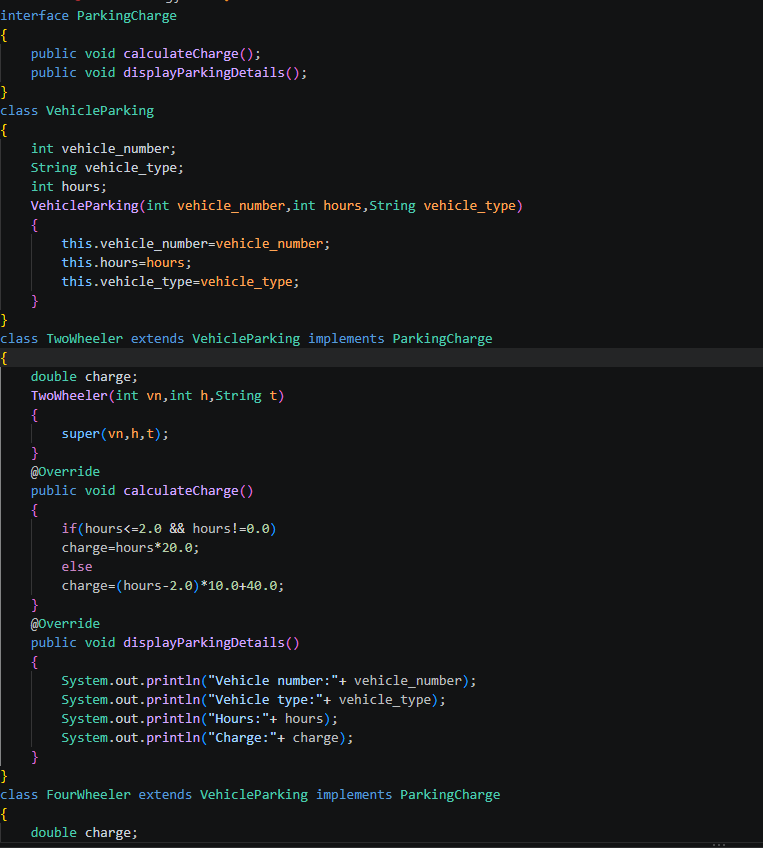 interface ParkingCharge
{
    public void calculateCharge();
    public void displayParkingDetails();
}
class VehicleParking
{
    int vehicle_number;
    String vehicle_type;
    int hours;
    VehicleParking(int vehicle_number,int hours,String vehicle_type)
    {
        this.vehicle_number=vehicle_number;
        this.hours=hours;
        this.vehicle_type=vehicle_type;
    }
}
class TwoWheeler extends VehicleParking implements ParkingCharge
{
    double charge;
    TwoWheeler(int vn,int h,String t)
    {
        super(vn,h,t);
    }
    @Override
    public void calculateCharge()
    {
        if(hours<=2.0 && hours!=0.0)
        charge=hours*20.0;
        else
        charge=(hours-2.0)*10.0+40.0;
    }
    @Override
    public void displayParkingDetails()
    {
        System.out.println("Vehicle number:"+ vehicle_number);
        System.out.println("Vehicle type:"+ vehicle_type);
        System.out.println("Hours:"+ hours);
        System.out.println("Charge:"+ charge);
    }
}
class FourWheeler extends VehicleParking implements ParkingCharge
{
    double charge;